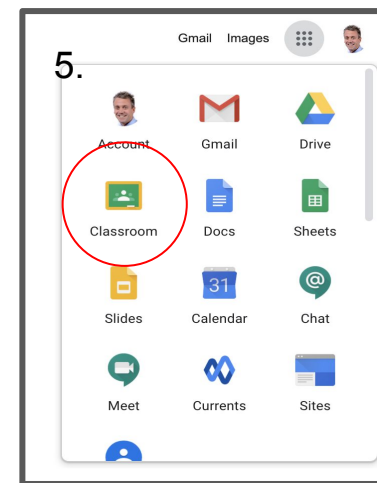 Gmail Images
5.
Account Gmail Drive
Classroom Docs Sheets
31
Slides Calendar Chat
Meet Currents Sites